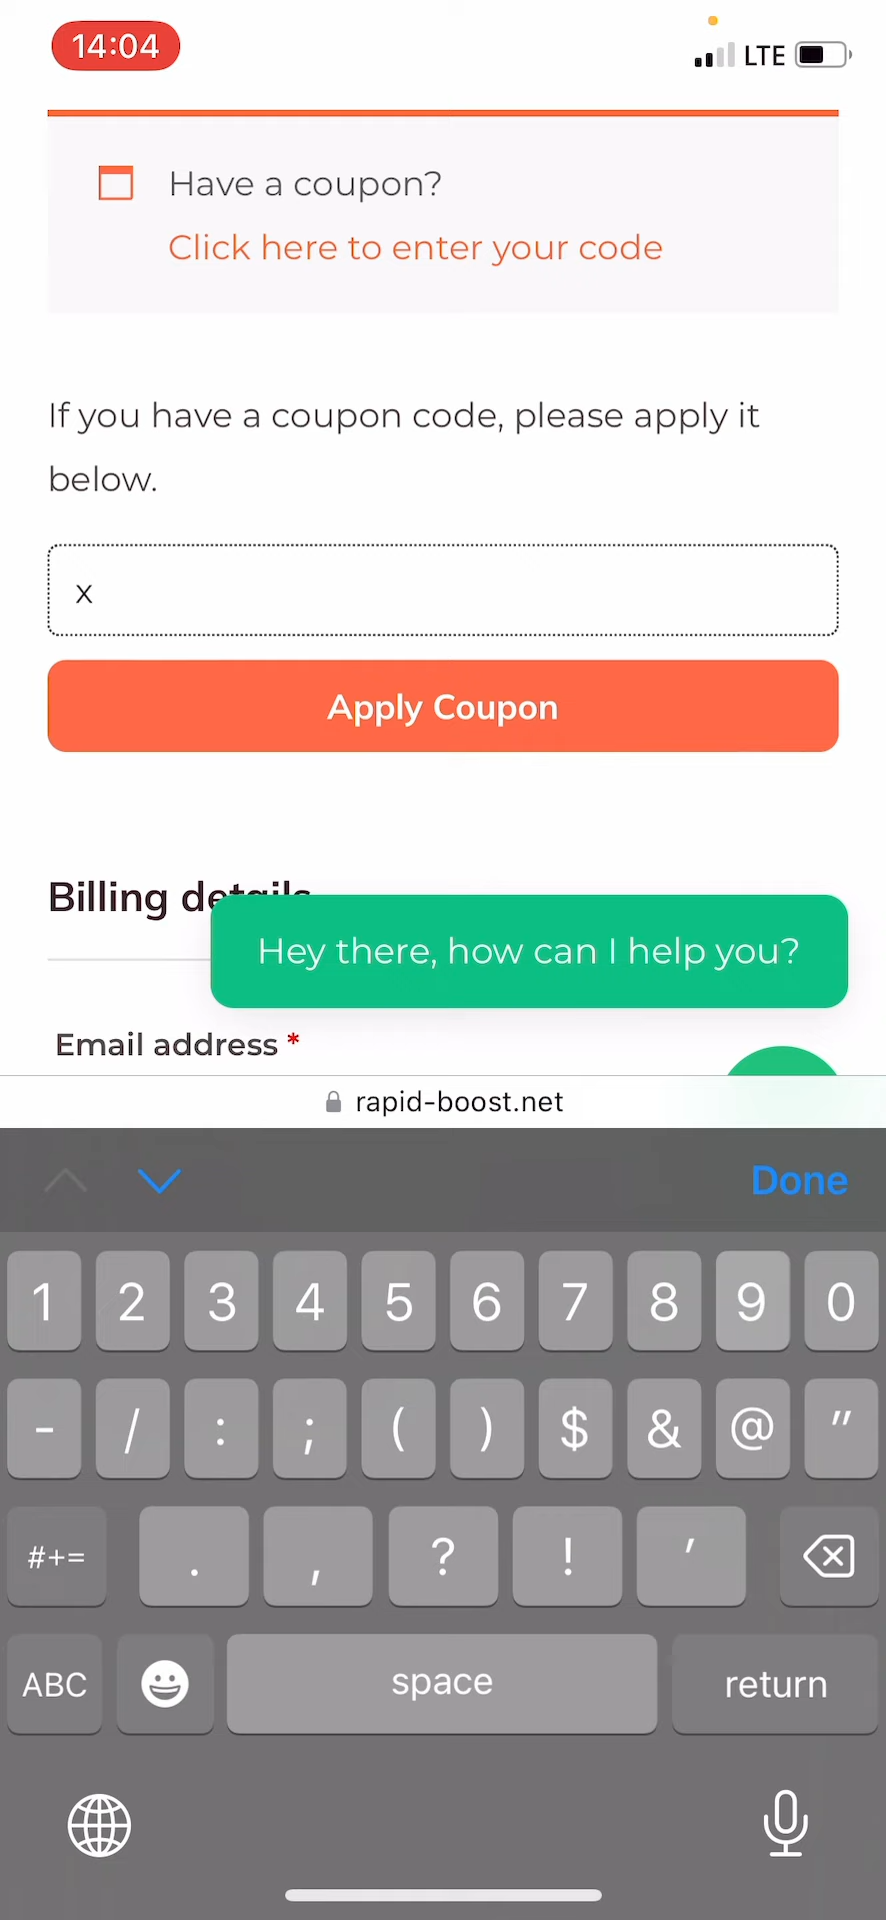 14:04
LTE
Have a coupon?
Click here to enter your code
If you have a coupon code, please apply it
below.
x
Apply Coupon
Billing details
Hey there, how can I help you?
Email address *
rapid-boost.net
Done
1 2 3 4 5 6 7 8 9 0
- / : ; ( ) $ & @ "
#+= . , ? ! '
ABC space return